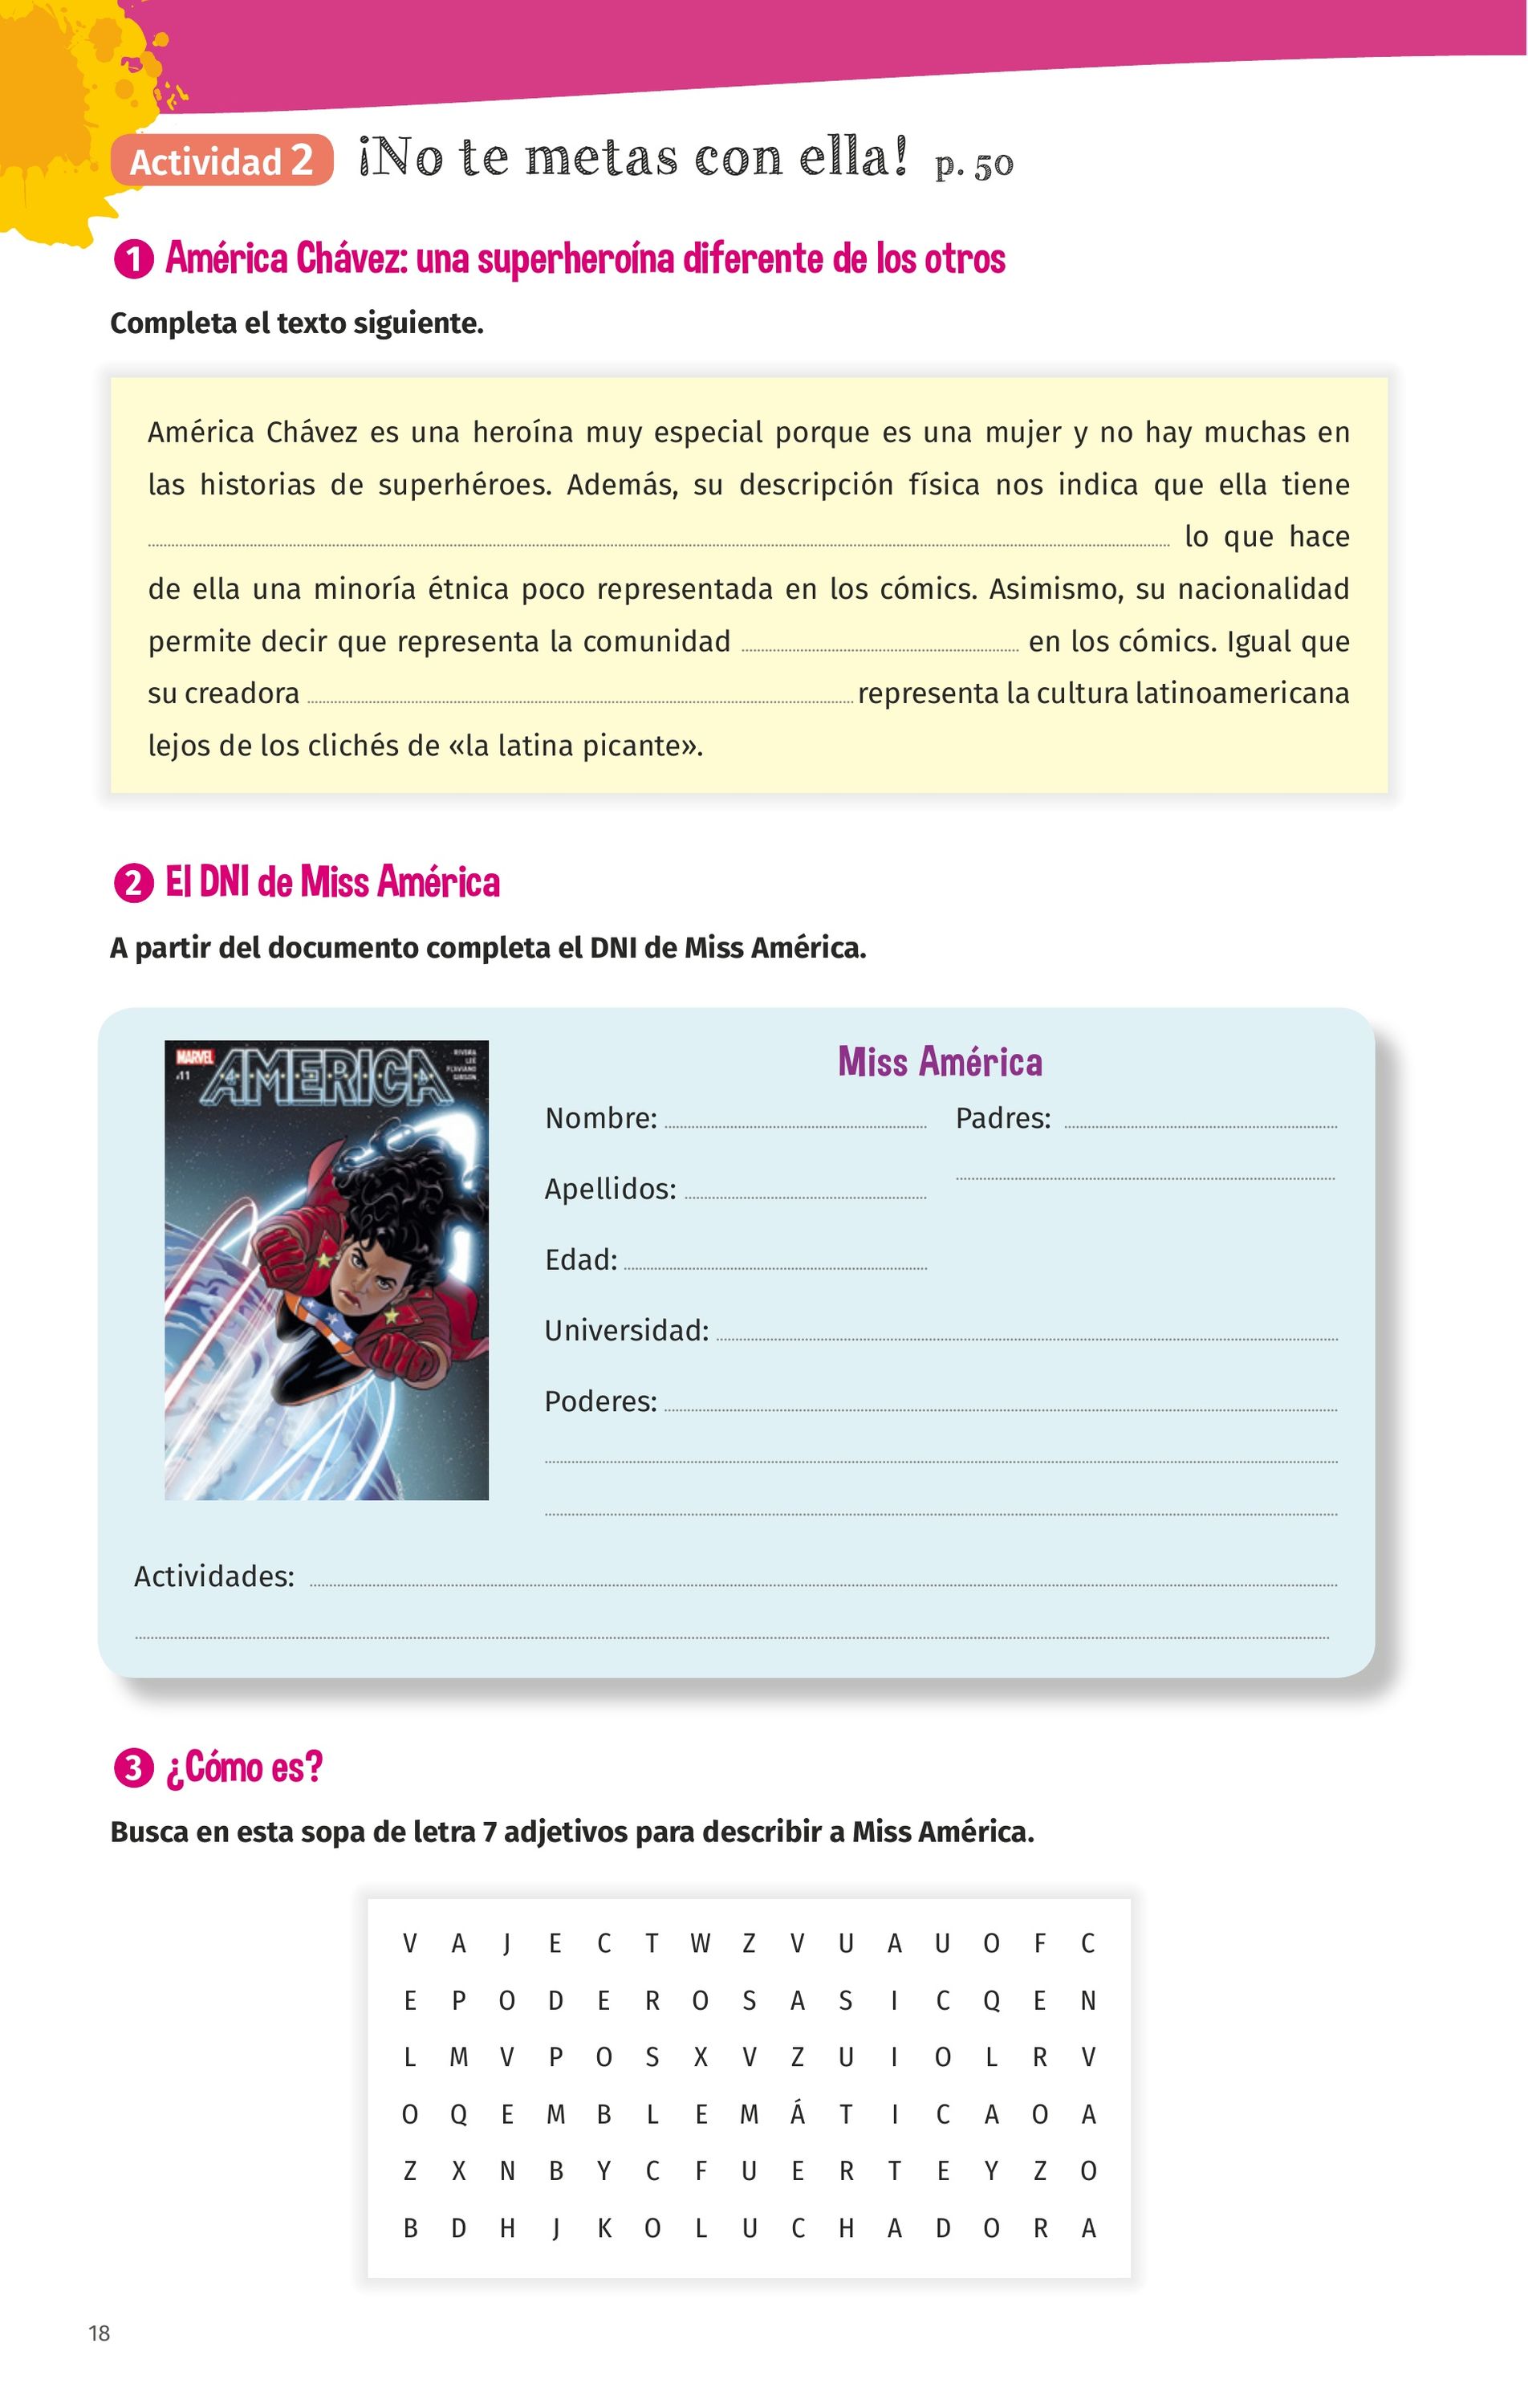 Actividad 2 ¡No te metas con ella! p. 50
1 América Chávez: una superheroína diferente de los otros
Completa el texto siguiente.
América Chávez es una heroína muy especial porque es una mujer y no hay muchas en
las historias de superhéroes. Además, su descripción física nos indica que ella tiene
lo que hace
de ella una minoría étnica poco representada en los cómics. Asimismo, su nacionalidad
permite decir que representa la comunidad en los cómics. Igual que
su creadora representa la cultura latinoamericana
lejos de los clichés de «la latina picante».
2 El DNI de Miss América
A partir del documento completa el DNI de Miss América.
MARVEL
.11
AMERICA
RIVERA
LEE
FLAVIANO
GIBSON
Miss América
Nombre: Padres:
Apellidos:
Edad:
Universidad:
Poderes:
Actividades:
3 ¿Cómo es?
Busca en esta sopa de letra 7 adjetivos para describir a Miss América.
V A J E C T W Z V U A U O F C
E P O D E R O S A S I C Q E N
L M V P O S X V Z U I O L R V
O Q E M B L E M Á T I C A O A
Z X N B Y C F U E R T E Y Z O
B D H J K O L U C H A D O R A
18